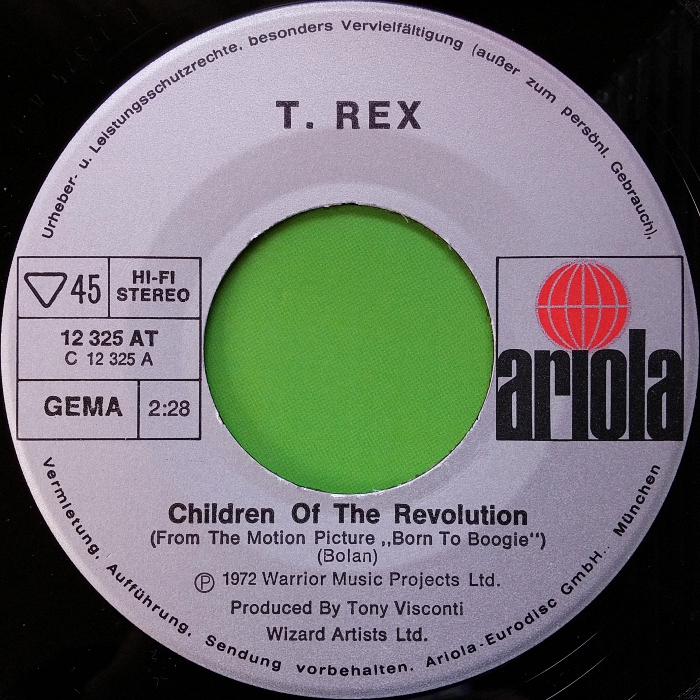 Urheber- u. Leistungsschutzrechte, besonders Vervielfältigung (außer zum persönl. Gebrauch),
T. REX
45
HI-FI
STEREO
12 325 AT
C 12 325 A
GEMA
2:28
ariola
Children Of The Revolution
(From The Motion Picture „Born To Boogie“)
(Bolan)
Ⓟ 1972 Warrior Music Projects Ltd.
Produced By Tony Visconti
Wizard Artists Ltd.
Vermietung, Aufführung, Sendung vorbehalten. Ariola-Eurodisc GmbH., München